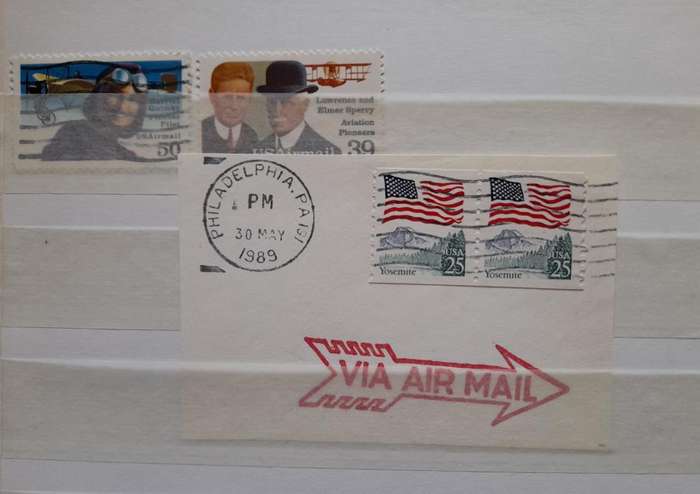 50
USAirmail
Pilot
Lawrence and
Elmer Sperry
Aviation
Pioneers
USAirmail
39
PHILADELPHIA, PA 191
PM
30 MAY
1989
Yosemite
USA
25
Yosemite
USA
25
VIA AIR MAIL